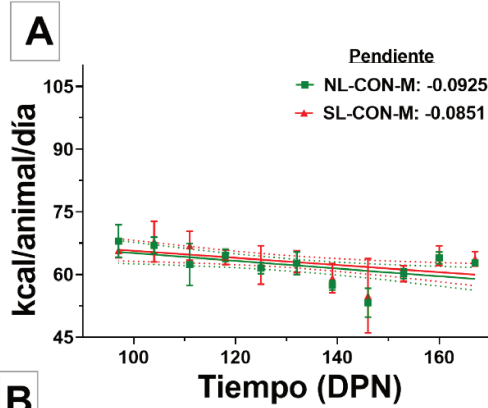 A
Pendiente
NL-CON-M: -0.0925
SL-CON-M: -0.0851
kcal/animal/día
105
90
75
60
45
100 120 140 160
Tiempo (DPN)
B